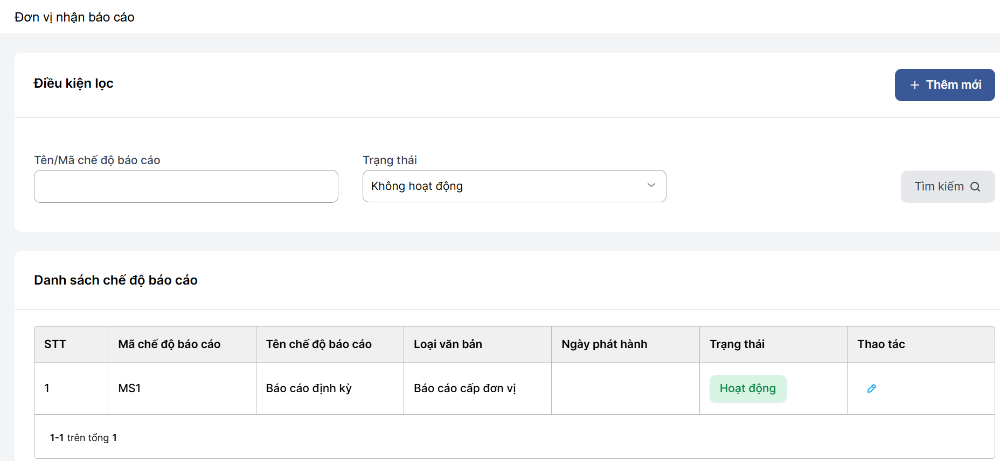 Đơn vị nhận báo cáo
Điều kiện lọc
+ Thêm mới
Tên/Mã chế độ báo cáo
Trạng thái
Không hoạt động
Tìm kiếm
Danh sách chế độ báo cáo
STT Mã chế độ báo cáo Tên chế độ báo cáo Loại văn bản Ngày phát hành Trạng thái Thao tác
1 MS1 Báo cáo định kỳ Báo cáo cấp đơn vị Hoạt động
1-1 trên tổng 1